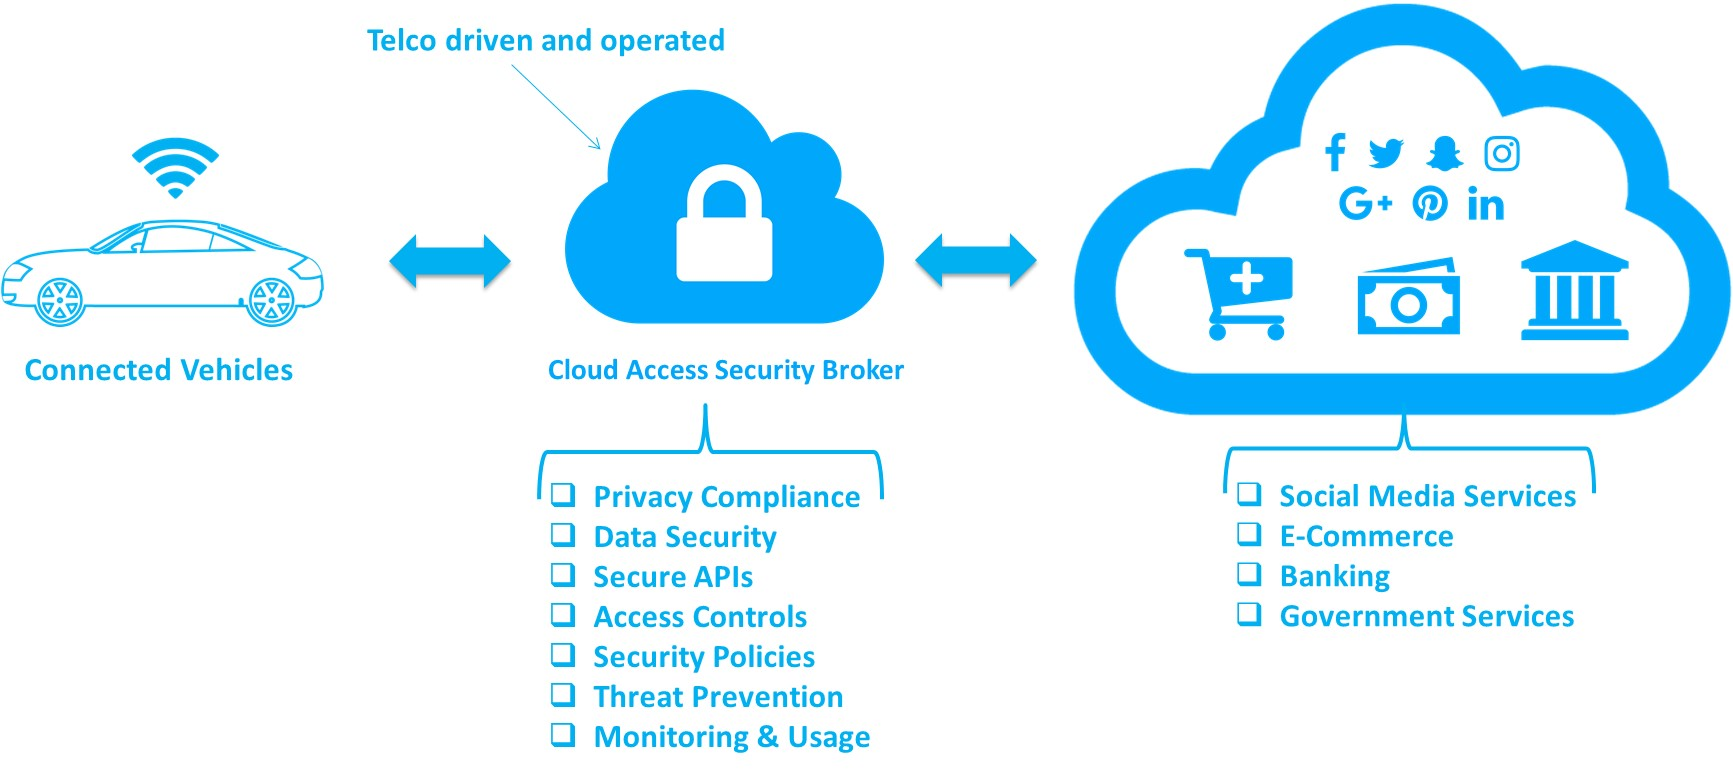 Telco driven and operated
Connected Vehicles
Cloud Access Security Broker
Privacy Compliance
Data Security
Secure APIs
Access Controls
Security Policies
Threat Prevention
Monitoring & Usage
Social Media Services
E-Commerce
Banking
Government Services